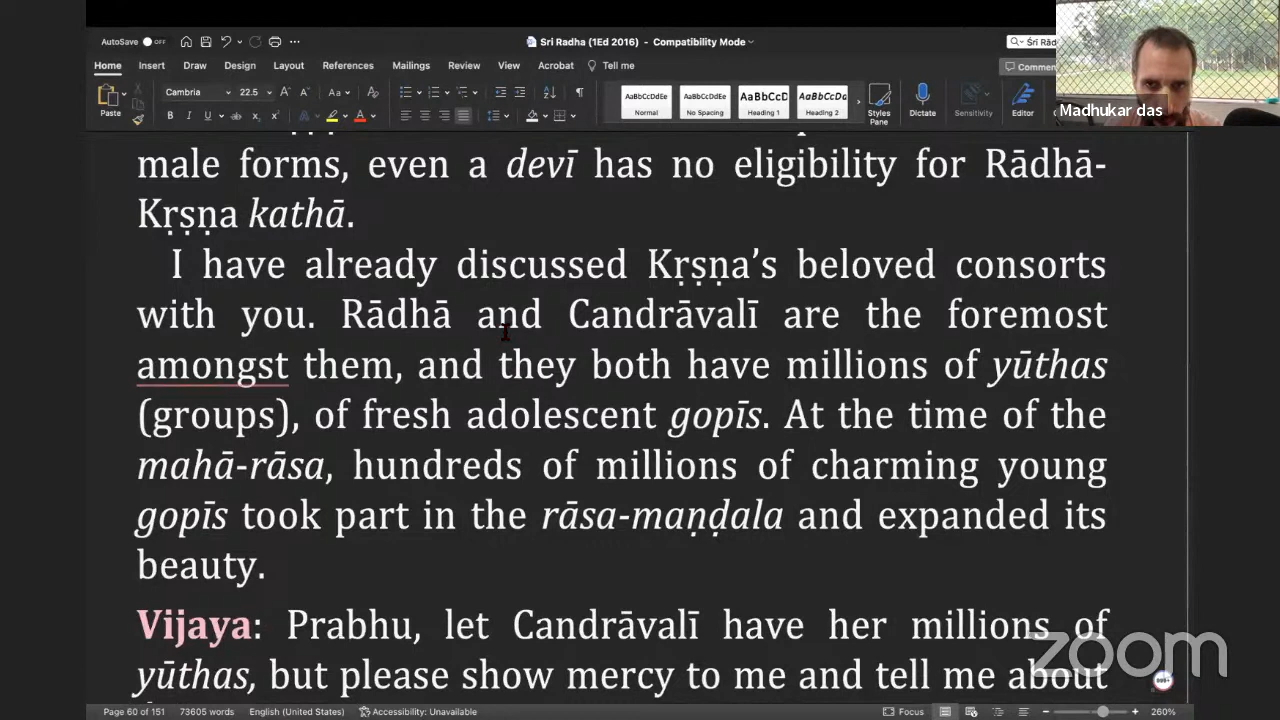 AutoSave OFF
Sri Radha (1Ed 2016) - Compatibility Mode
Home Insert Draw Design Layout References Mailings Review View Acrobat Tell me
Comment
Madhukar das
Paste
Cambria 22.5
AaBbCcDdEe AaBbCcDdEe AaBbCcD AaBbCcDd
Normal No Spacing Heading 1 Heading 2
Styles Pane
Dictate
Sensitivity
Editor
male forms, even a devī has no eligibility for Rādhā-
Kṛṣṇa kathā.
I have already discussed Kṛṣṇa’s beloved consorts
with you. Rādhā and Candrāvalī are the foremost
amongst them, and they both have millions of yūthas
(groups), of fresh adolescent gopīs. At the time of the
mahā-rāsa, hundreds of millions of charming young
gopīs took part in the rāsa-maṇḍala and expanded its
beauty.
Vijaya: Prabhu, let Candrāvalī have her millions of
yūthas, but please show mercy to me and tell me about
zoom
Page 60 of 151 73605 words English (United States) Accessibility: Unavailable Focus 260%